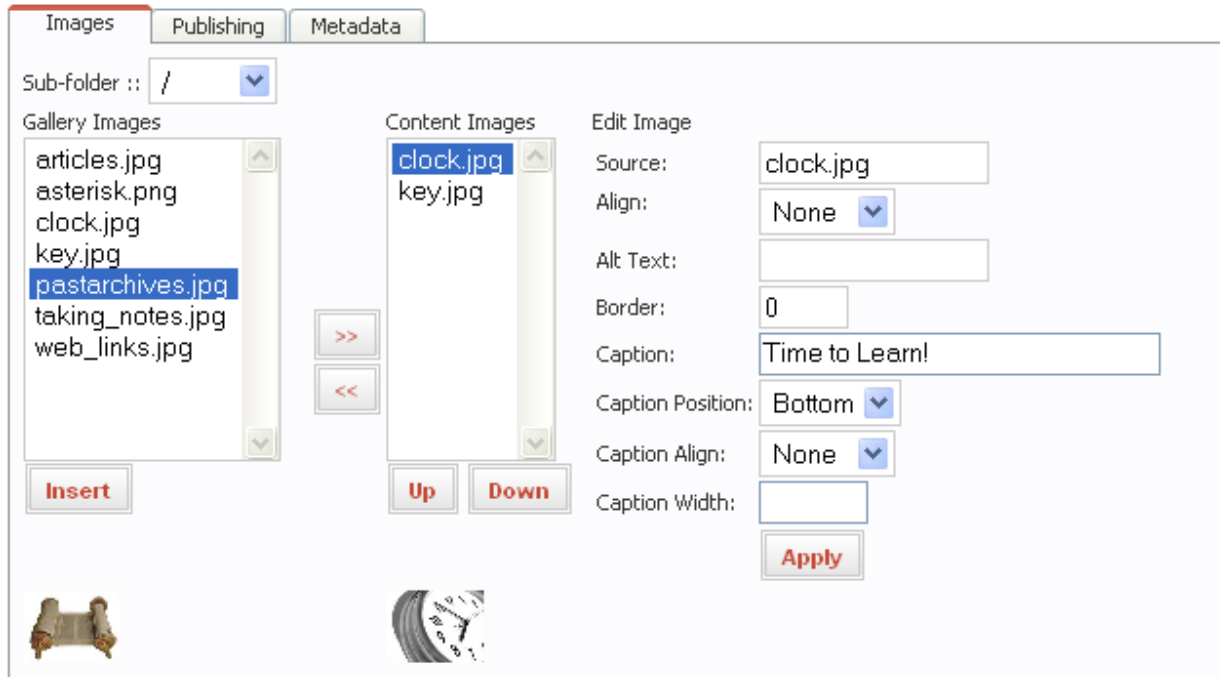 Images Publishing Metadata
Sub-folder :: /
Gallery Images
articles.jpg
asterisk.png
clock.jpg
key.jpg
pastarchives.jpg
taking_notes.jpg
web_links.jpg
Insert
>>
<<
Content Images
clock.jpg
key.jpg
Up Down
Edit Image
Source: clock.jpg
Align: None
Alt Text:
Border: 0
Caption: Time to Learn!
Caption Position: Bottom
Caption Align: None
Caption Width:
Apply